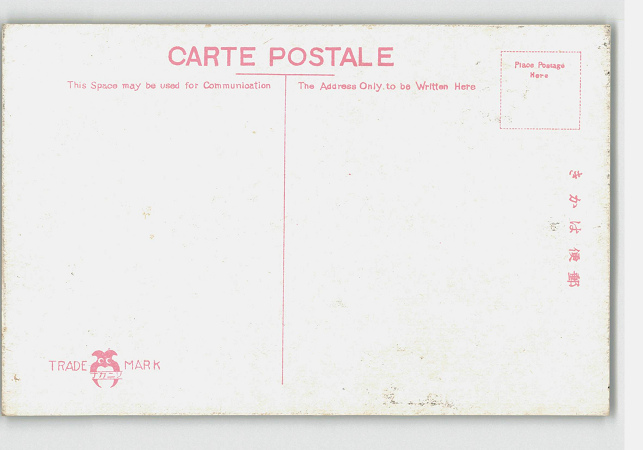 CARTE POSTALE
This Space may be used for Communication
The Address Only to be Written Here
Place Postage
Here
きかは便郵
TRADE MARK